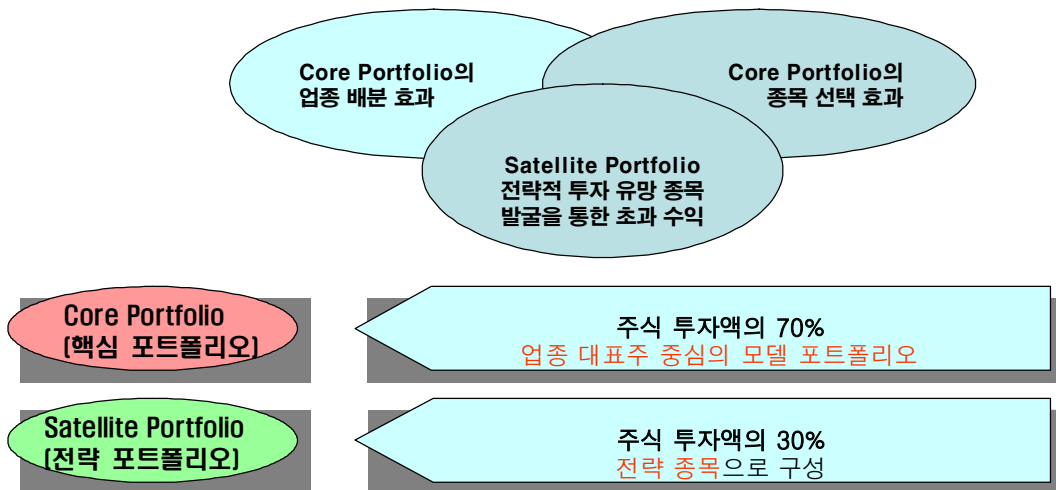 Core Portfolio의
업종 배분 효과
Core Portfolio의
종목 선택 효과
Satellite Portfolio
전략적 투자 유망 종목
발굴을 통한 초과 수익
Core Portfolio
(핵심 포트폴리오)
주식 투자액의 70%
업종 대표주 중심의 모델 포트폴리오
Satellite Portfolio
(전략 포트폴리오)
주식 투자액의 30%
전략 종목으로 구성